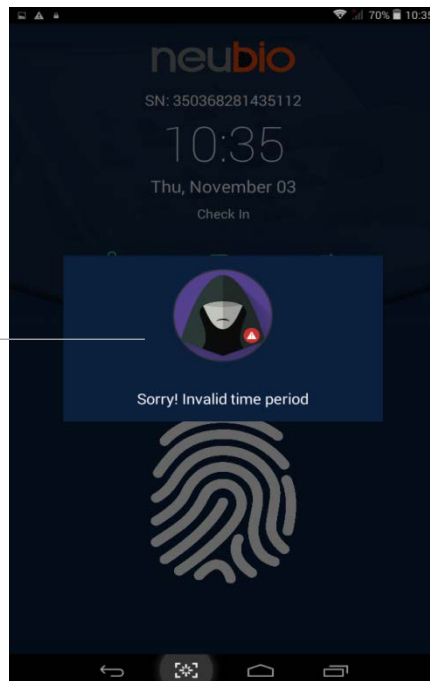 70% 10:35
neubio
SN: 350368281435112
10:35
Thu, November 03
Check In
Sorry! Invalid time period